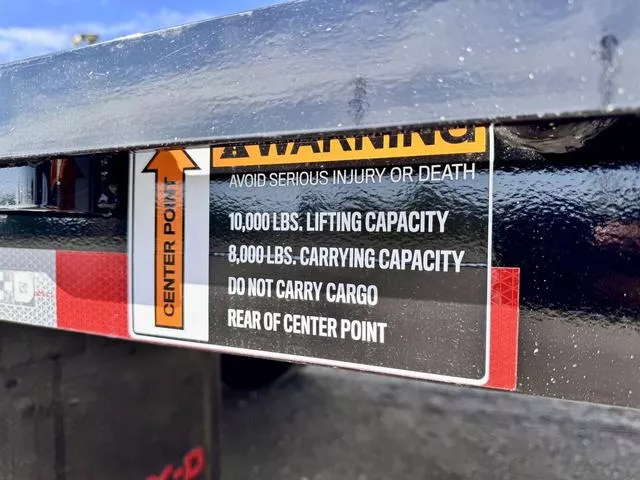 WARNING
AVOID SERIOUS INJURY OR DEATH
10,000 LBS. LIFTING CAPACITY
8,000 LBS. CARRYING CAPACITY
DO NOT CARRY CARGO
REAR OF CENTER POINT
CENTER POINT